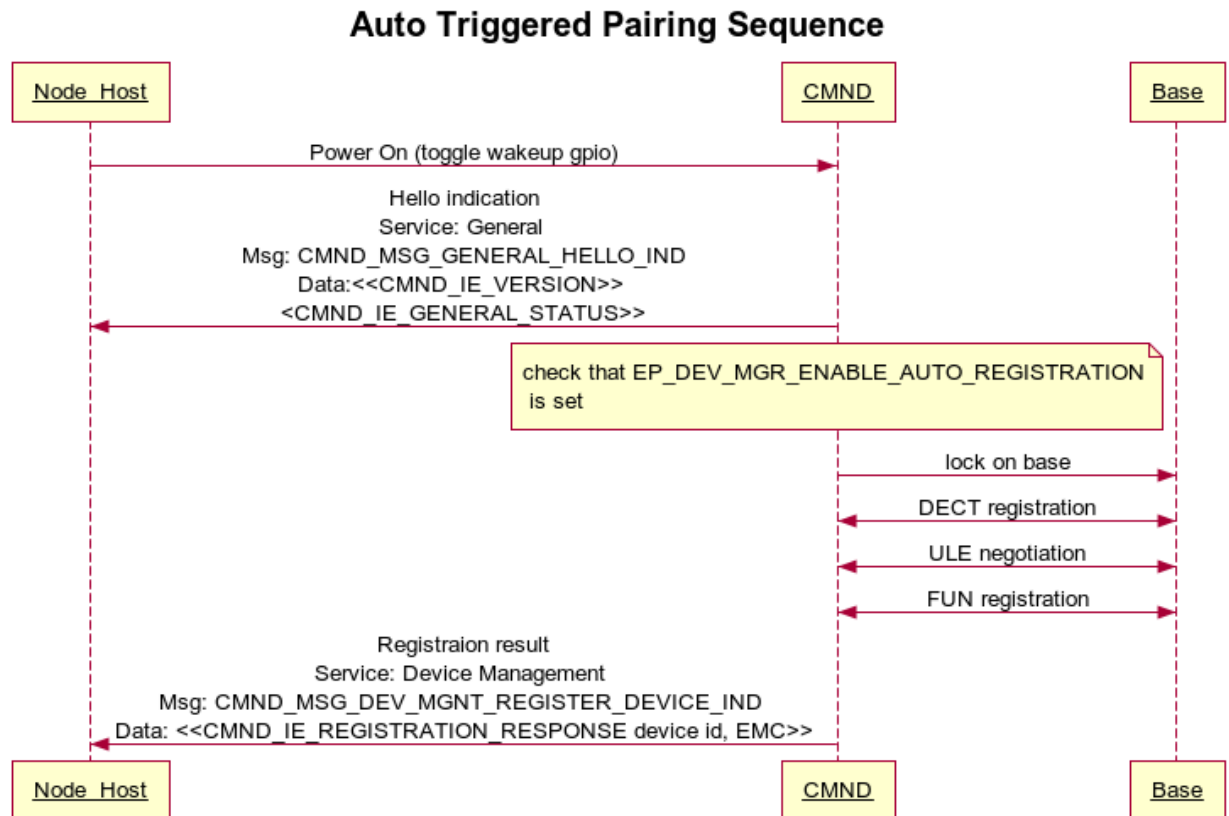 Auto Triggered Pairing Sequence
Node_Host
CMND
Base
Power On (toggle wakeup gpio)
Hello indication
Service: General
Msg: CMND_MSG_GENERAL_HELLO_IND
Data:<<CMND_IE_VERSION>>
<CMND_IE_GENERAL_STATUS>>
check that EP_DEV_MGR_ENABLE_AUTO_REGISTRATION
is set
lock on base
DECT registration
ULE negotiation
FUN registration
Registraion result
Service: Device Management
Msg: CMND_MSG_DEV_MGNT_REGISTER_DEVICE_IND
Data: <<CMND_IE_REGISTRATION_RESPONSE device id, EMC>>
Node_Host
CMND
Base